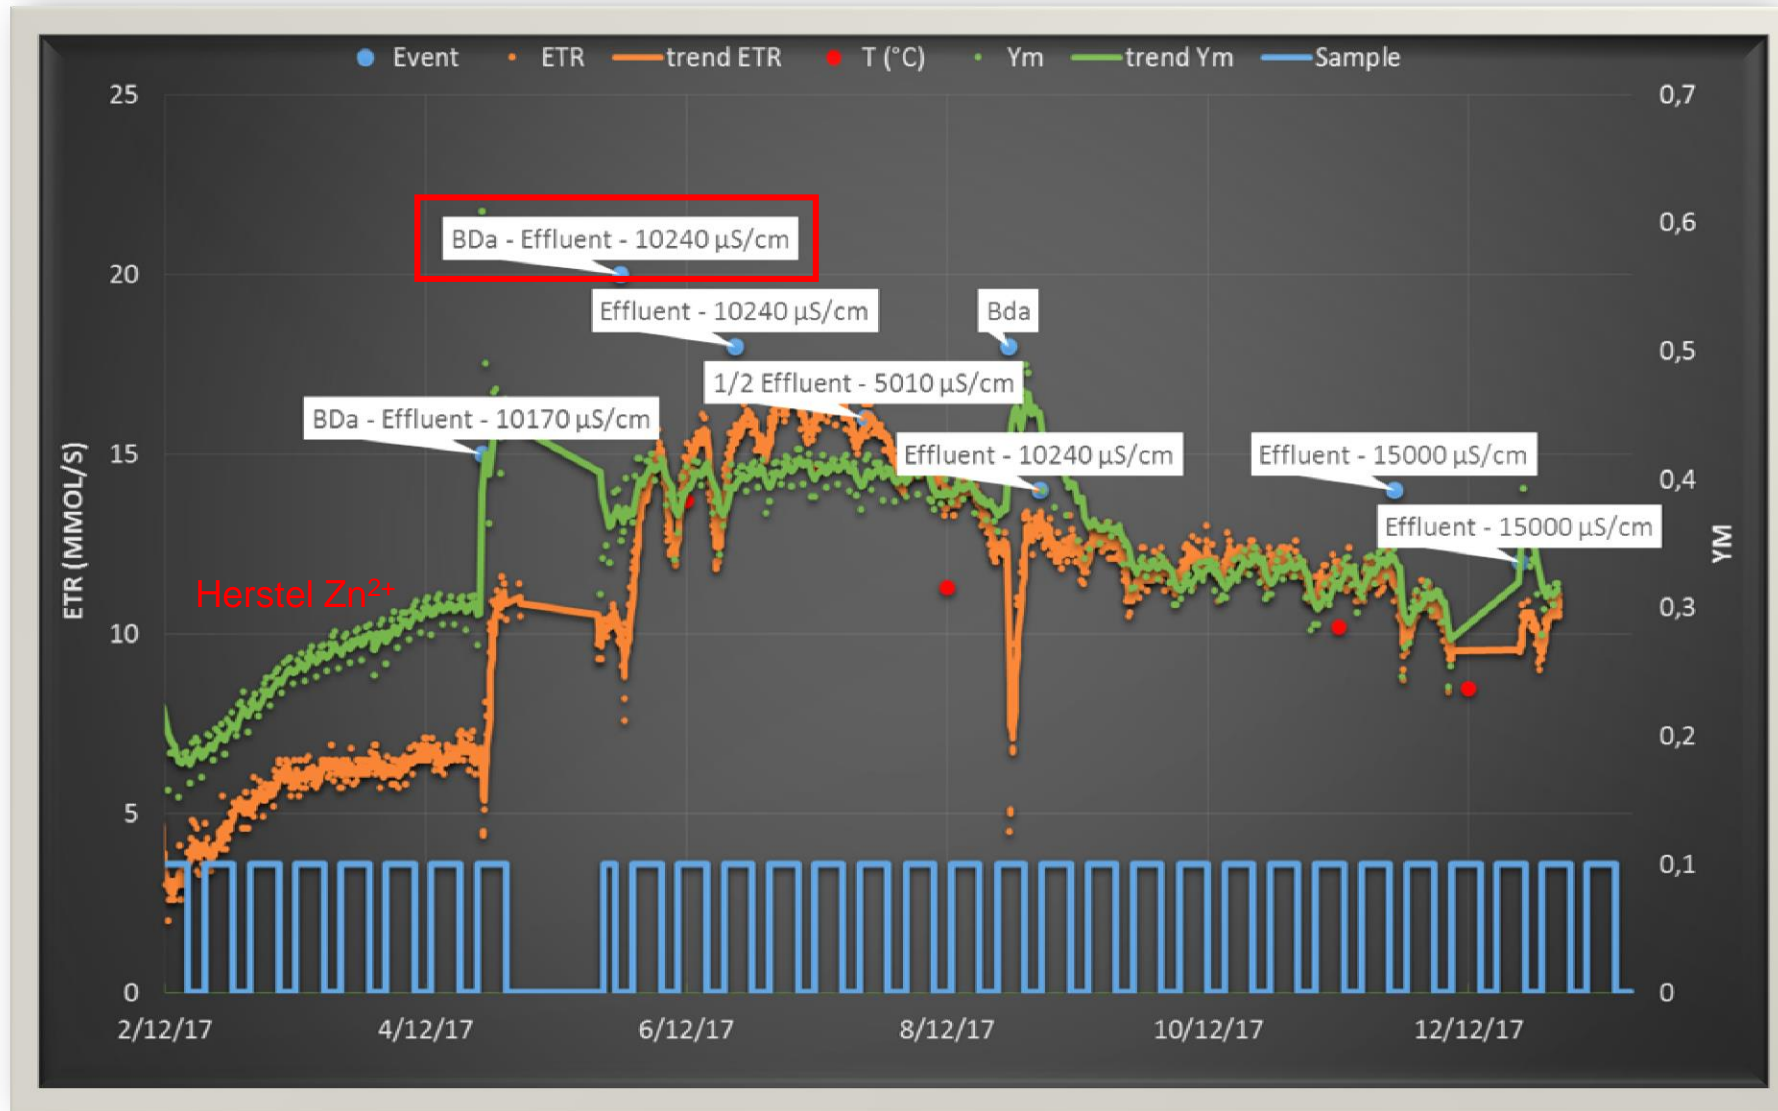 Event ETR trend ETR T (°C) Ym trend Ym Sample
25
20
15
10
5
0
ETR (MMOL/S)
0,7
0,6
0,5
0,4
0,3
0,2
0,1
0
YM
BDa - Effluent - 10240 µS/cm
Effluent - 10240 µS/cm
Bda
1/2 Effluent - 5010 µS/cm
BDa - Effluent - 10170 µS/cm
Effluent - 10240 µS/cm
Effluent - 15000 µS/cm
Effluent - 15000 µS/cm
Herstel Zn²⁺
2/12/17 4/12/17 6/12/17 8/12/17 10/12/17 12/12/17